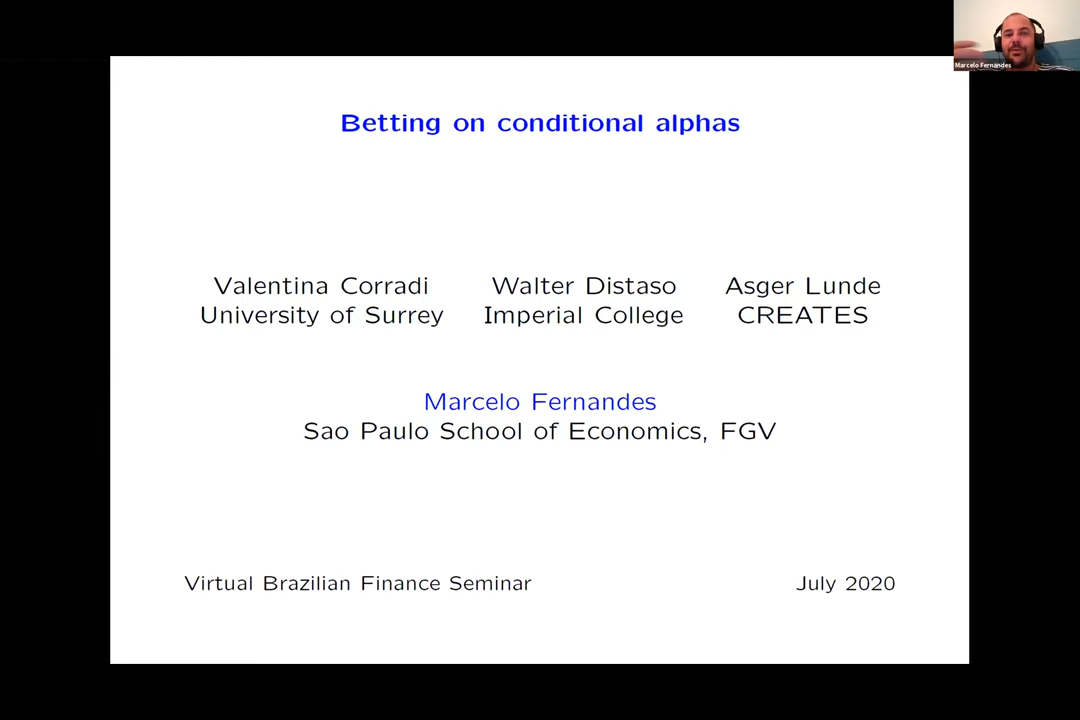 Marcelo Fernandes
Betting on conditional alphas
Valentina Corradi Walter Distaso Asger Lunde
University of Surrey Imperial College CREATES
Marcelo Fernandes
Sao Paulo School of Economics, FGV
Virtual Brazilian Finance Seminar July 2020